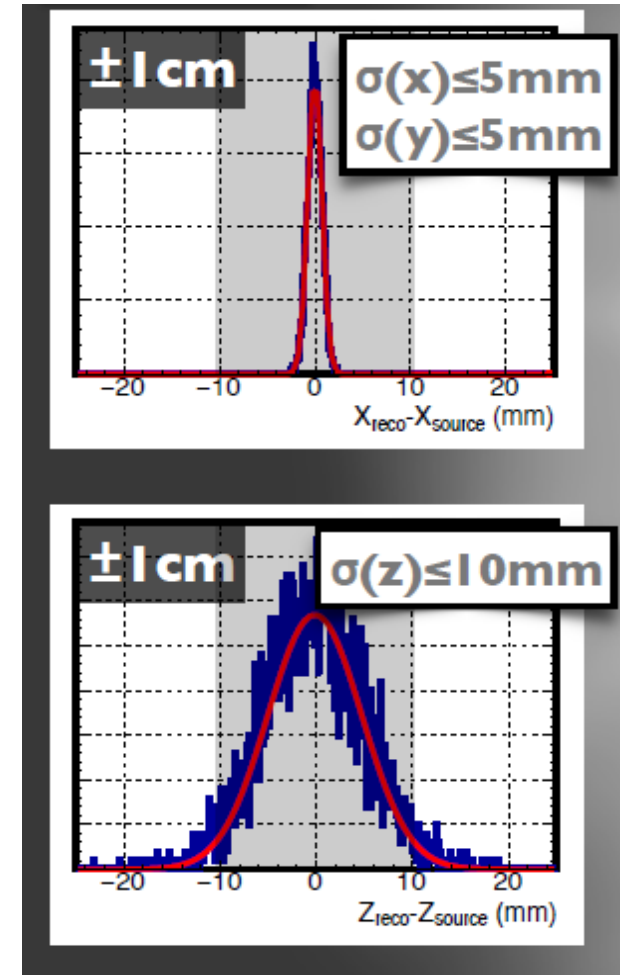 ±1cm
σ(x)≤5mm
σ(y)≤5mm
−20 −10 0 10 20
Xreco-Xsource (mm)
±1cm
σ(z)≤10mm
−20 −10 0 10 20
Zreco-Zsource (mm)